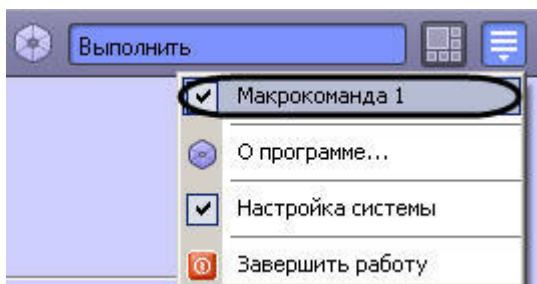 Выполнить
Макрокоманда 1
О программе...
Настройка системы
Завершить работу